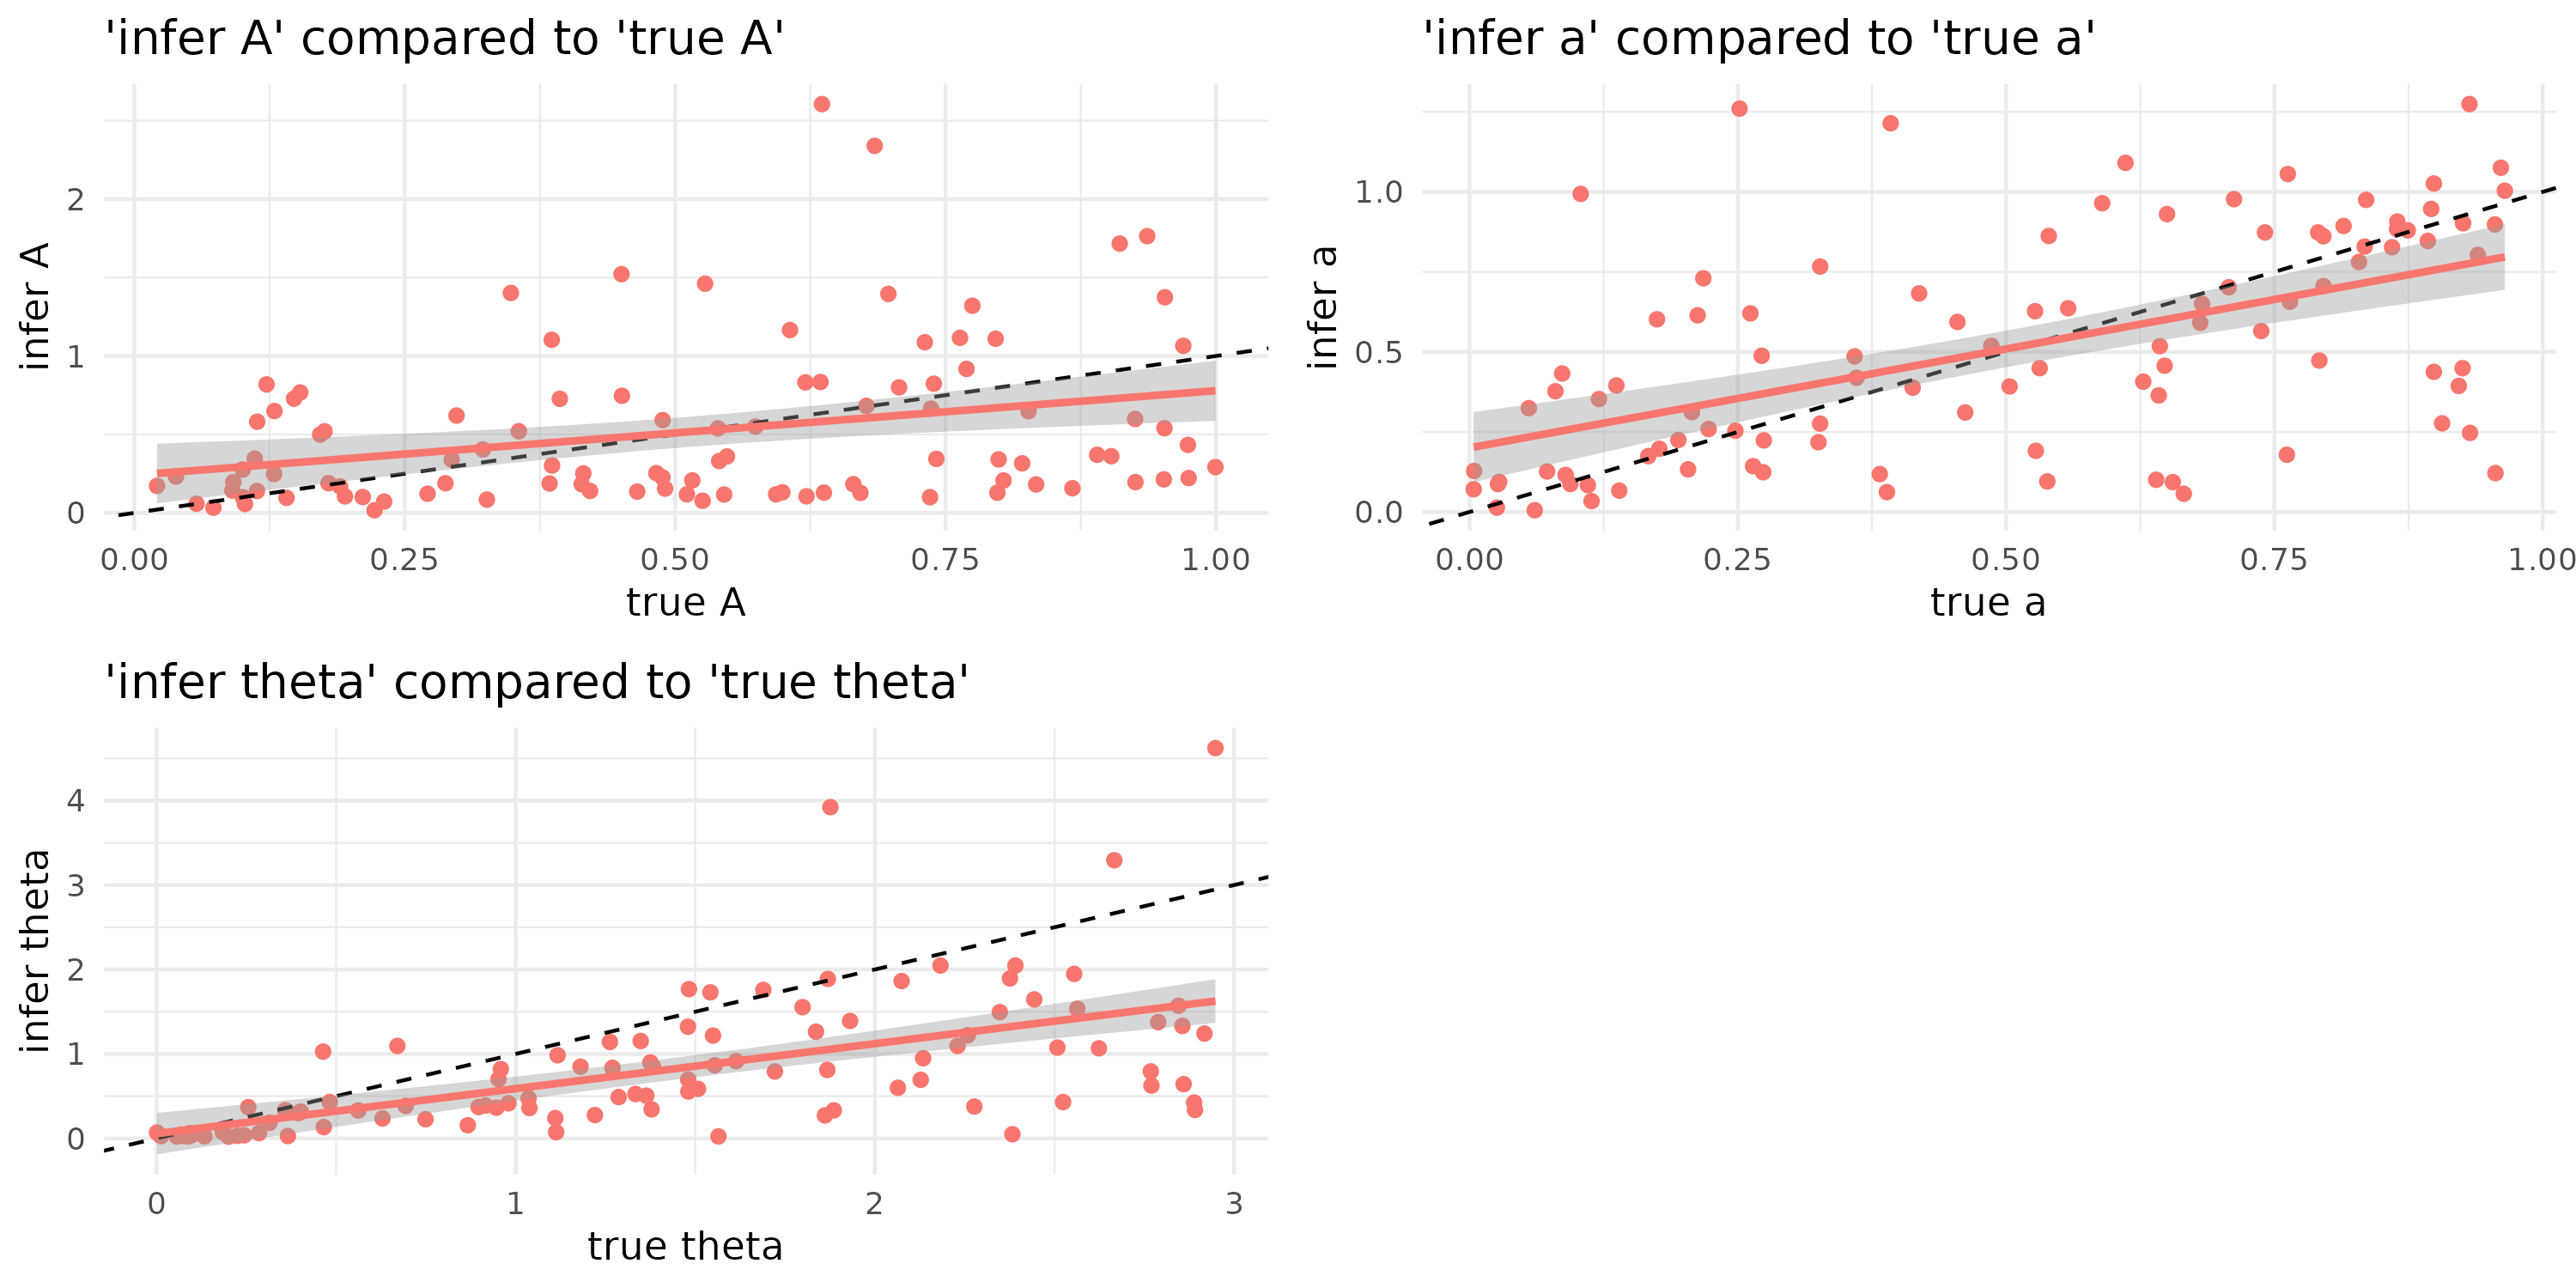 'infer A' compared to 'true A'
infer A
2
1
0
0.00 0.25 0.50 0.75 1.00
true A
'infer a' compared to 'true a'
infer a
1.0
0.5
0.0
0.00 0.25 0.50 0.75 1.00
true a
'infer theta' compared to 'true theta'
infer theta
4
3
2
1
0
0 1 2 3
true theta